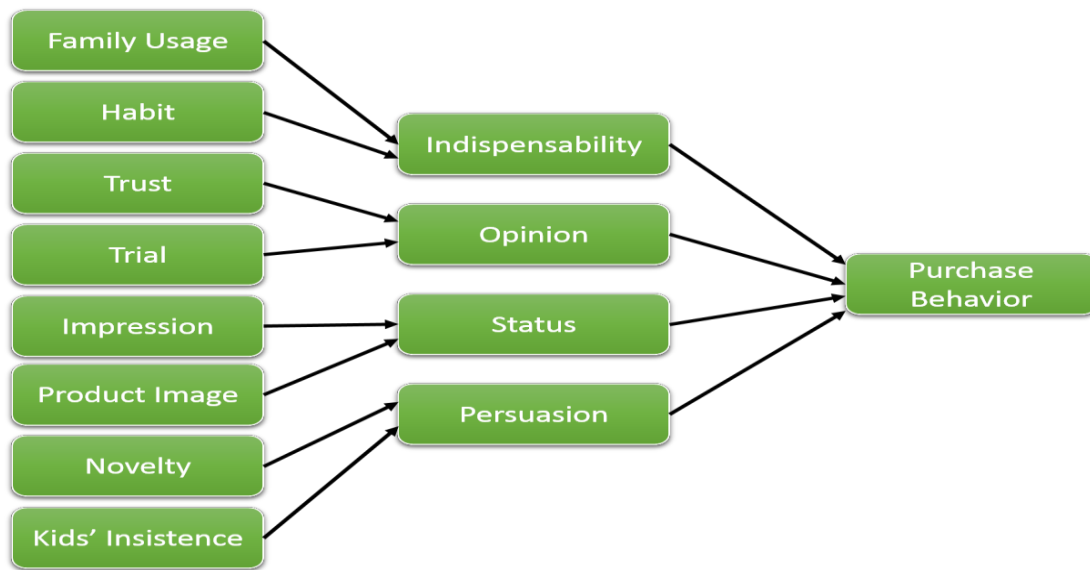 Family Usage
Habit
Trust
Trial
Impression
Product Image
Novelty
Kids’ Insistence
Indispensability
Opinion
Status
Persuasion
Purchase
Behavior